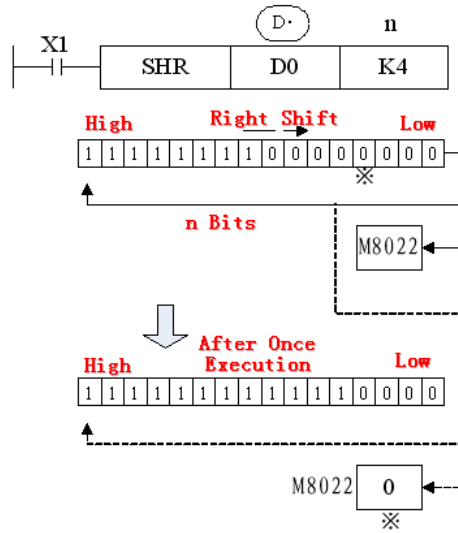 D·
n
X1
SHR D0 K4
High Right Shift Low
1 1 1 1 1 1 1 1 0 0 0 0 0 0 0 0
※
n Bits
M8022
After Once
High Execution Low
1 1 1 1 1 1 1 1 1 1 1 1 0 0 0 0
M8022 0
※